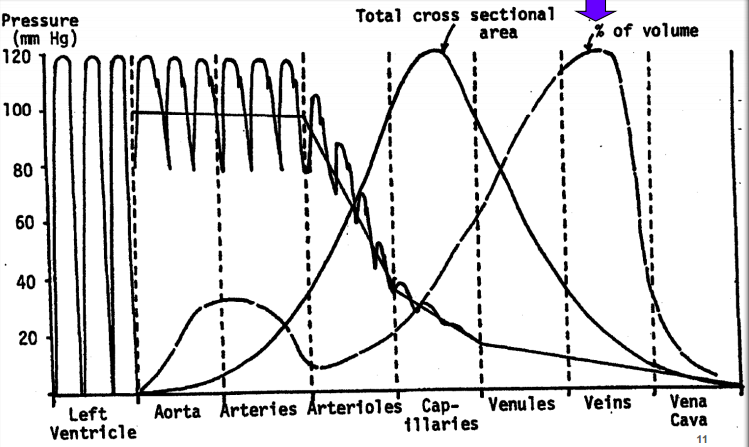 Pressure
(mm Hg)
Total cross sectional
area
% of volume
120
100
80
60
40
20
Left
Ventricle
Aorta
Arteries
Arterioles
Cap-
illaries
Venules
Veins
Vena
Cava
11